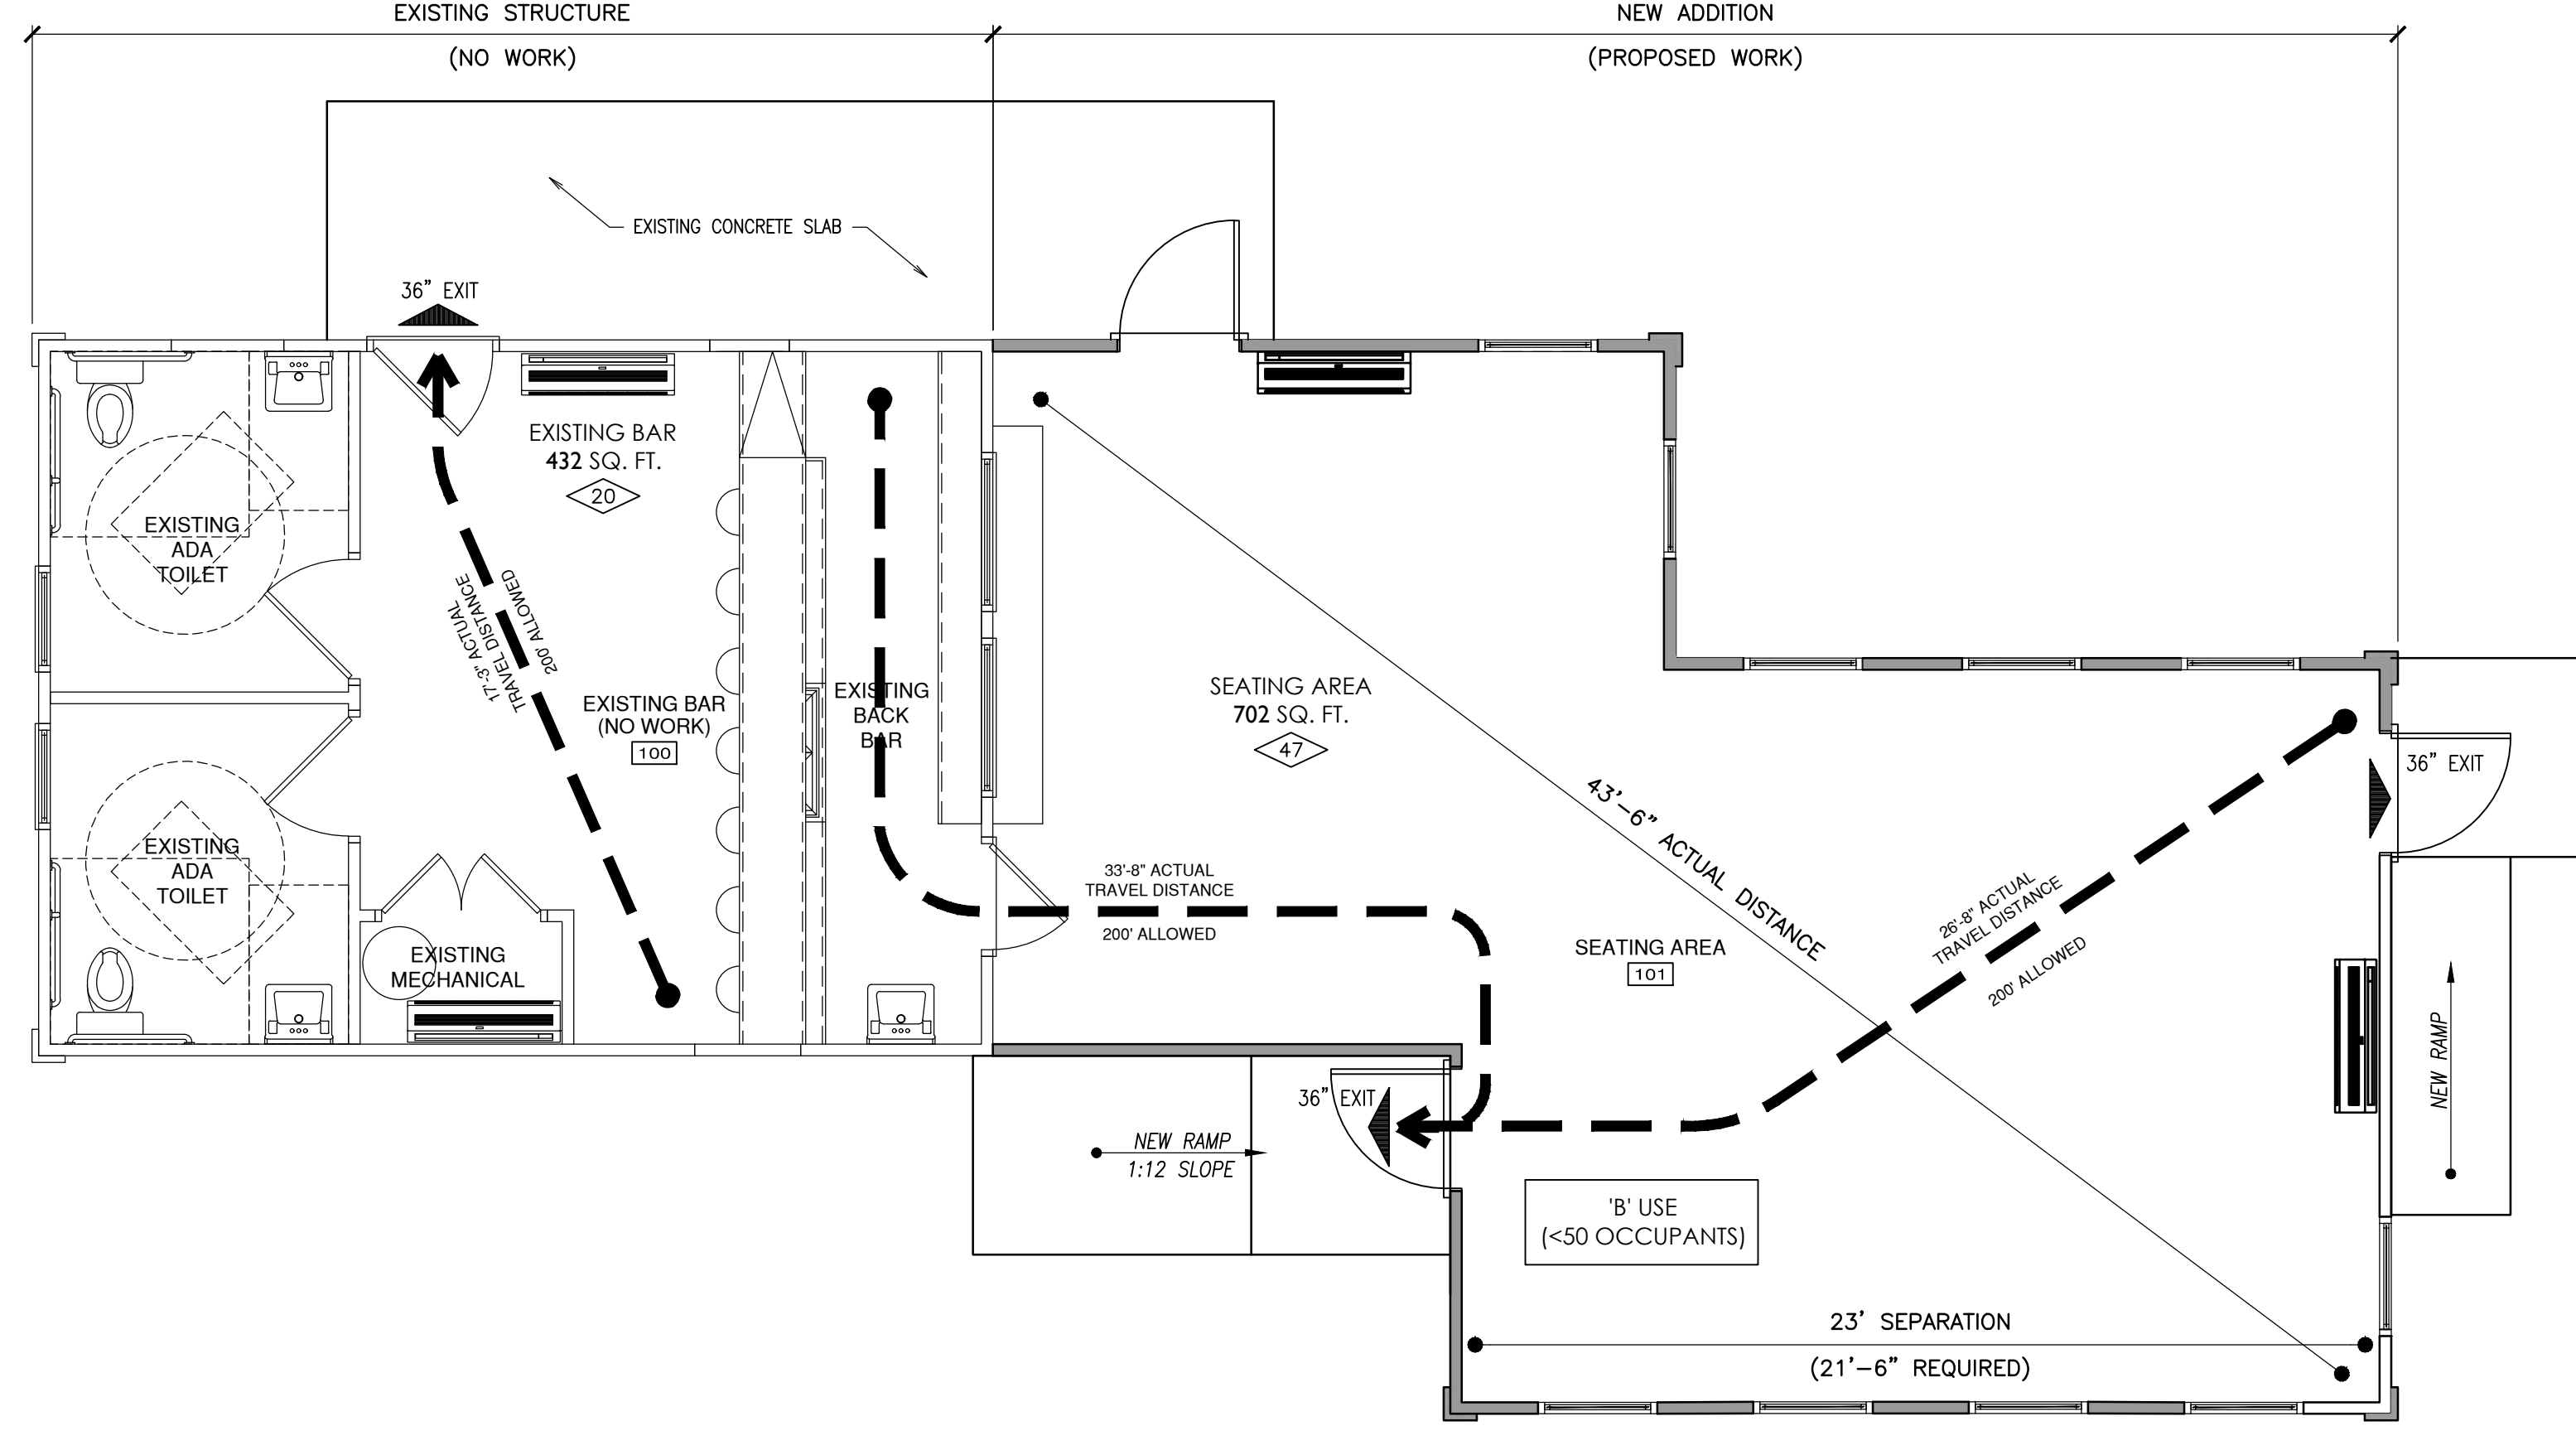 EXISTING STRUCTURE
(NO WORK)
NEW ADDITION
(PROPOSED WORK)
EXISTING CONCRETE SLAB
36” EXIT
EXISTING BAR
432 SQ. FT.
20
EXISTING
ADA
TOILET
17'-3" ACTUAL
TRAVEL DISTANCE
200' ALLOWED
EXISTING BAR
(NO WORK)
100
EXISTING
BACK
BAR
SEATING AREA
702 SQ. FT.
47
36” EXIT
43’-6” ACTUAL DISTANCE
EXISTING
ADA
TOILET
33'-8" ACTUAL
TRAVEL DISTANCE
200' ALLOWED
26'-8" ACTUAL
TRAVEL DISTANCE
200' ALLOWED
EXISTING
MECHANICAL
SEATING AREA
101
NEW RAMP
36” EXIT
NEW RAMP
1:12 SLOPE
'B' USE
(<50 OCCUPANTS)
23’ SEPARATION
(21’-6” REQUIRED)